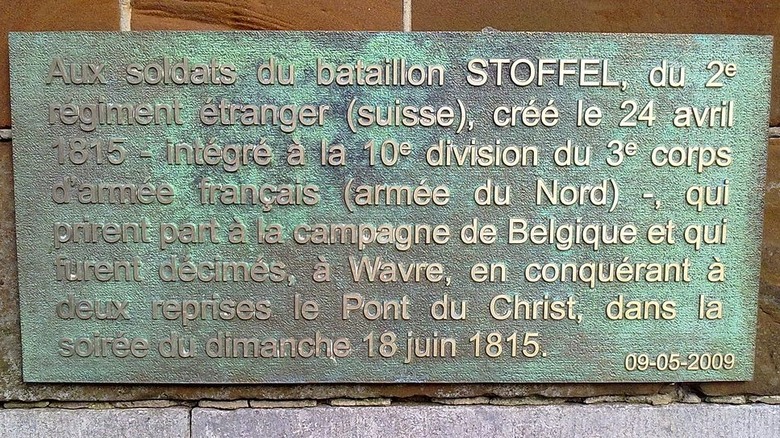 Aux soldats du bataillon STOFFEL, du 2e
regiment étranger (suisse), créé le 24 avril
1815 - intégré à la 10e division du 3e corps
d'armée français (armée du Nord) -, qui
prirent part à la campagne de Belgique et qui
furent décimés, à Wavre, en conquérant à
deux reprises le Pont du Christ, dans la
soirée du dimanche 18 juin 1815.
09-05-2009